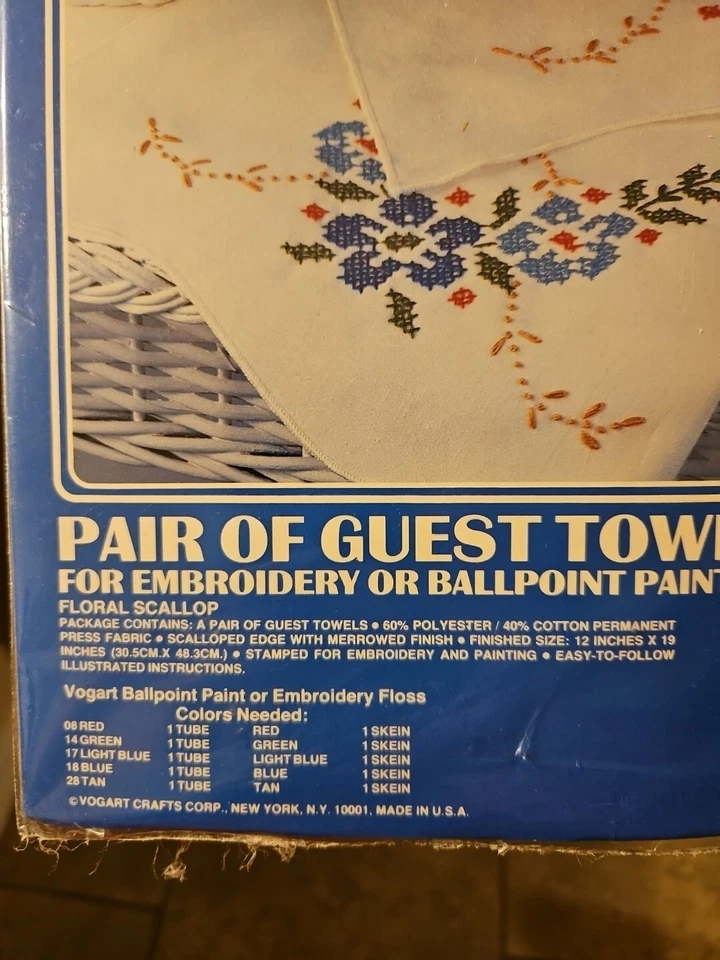 PAIR OF GUEST TOW
FOR EMBROIDERY OR BALLPOINT PAIN
FLORAL SCALLOP
PACKAGE CONTAINS: A PAIR OF GUEST TOWELS • 60% POLYESTER / 40% COTTON PERMANENT
PRESS FABRIC • SCALLOPED EDGE WITH MERROWED FINISH • FINISHED SIZE: 12 INCHES X 19
INCHES (30.5CM.X 48.3CM.) • STAMPED FOR EMBROIDERY AND PAINTING • EASY-TO-FOLLOW
ILLUSTRATED INSTRUCTIONS.
Vogart Ballpoint Paint or Embroidery Floss
Colors Needed:
08 RED 1 TUBE RED 1 SKEIN
14 GREEN 1 TUBE GREEN 1 SKEIN
17 LIGHT BLUE 1 TUBE LIGHT BLUE 1 SKEIN
18 BLUE 1 TUBE BLUE 1 SKEIN
28 TAN 1 TUBE TAN 1 SKEIN
©VOGART CRAFTS CORP., NEW YORK, N.Y. 10001. MADE IN U.S.A.